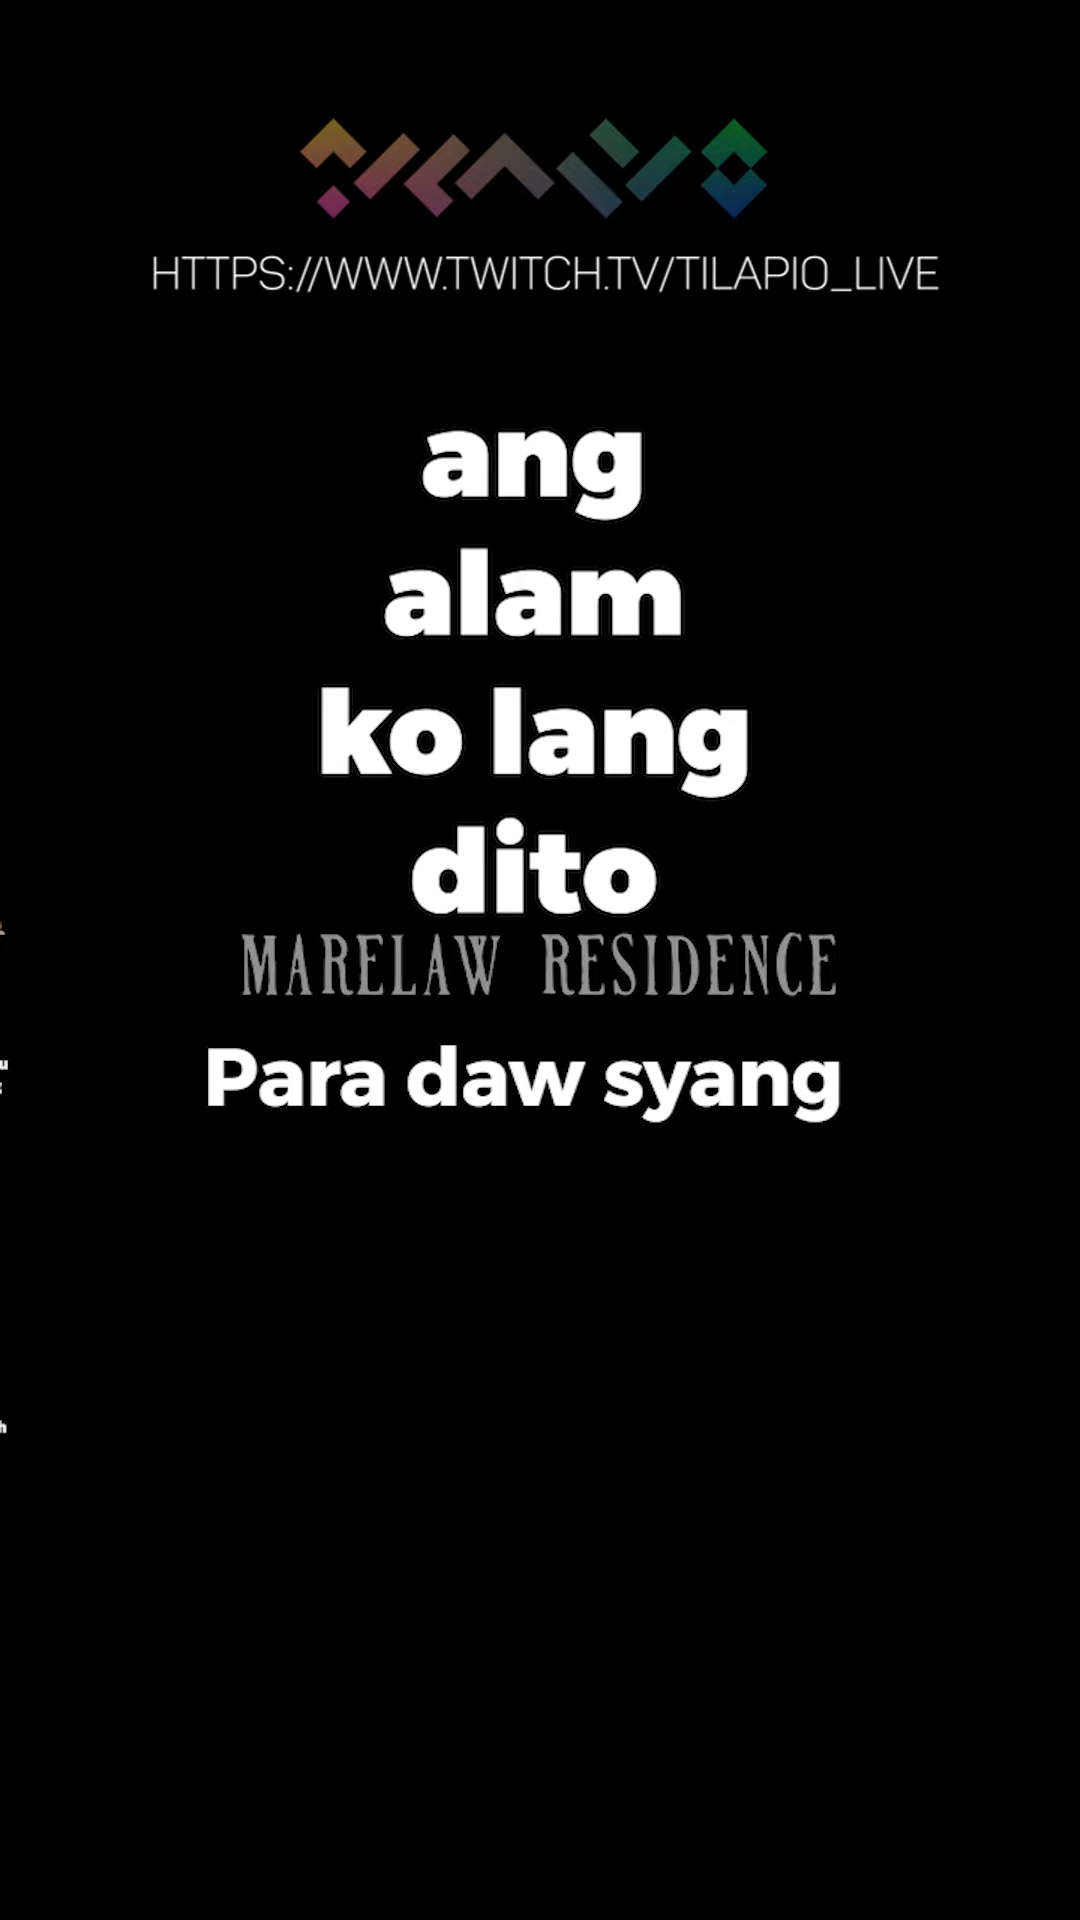 HTTPS://WWW.TWITCH.TV/TILAPIO_LIVE
ang
alam
ko lang
dito
MARELAW RESIDENCE
Para daw syang